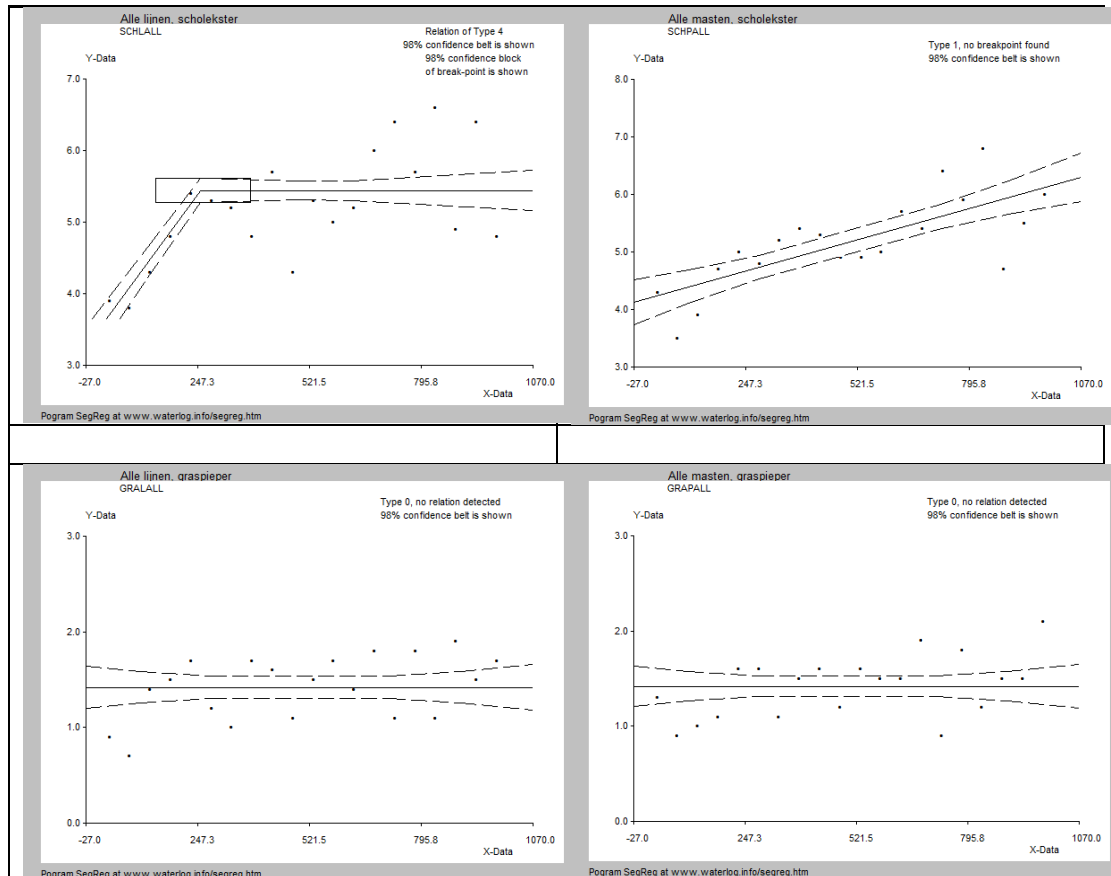 Alle lijnen, scholekster
SCHLALL
Relation of Type 4
98% confidence belt is shown
98% confidence block
of break-point is shown
Y-Data
7.0
6.0
5.0
4.0
3.0
-27.0 247.3 521.5 795.8 1070.0
X-Data
Pogram SegReg at www.waterlog.info/segreg.htm
Alle masten, scholekster
SCHPALL
Type 1, no breakpoint found
98% confidence belt is shown
Y-Data
8.0
7.0
6.0
5.0
4.0
3.0
-27.0 247.3 521.5 795.8 1070.0
X-Data
Pogram SegReg at www.waterlog.info/segreg.htm
Alle lijnen, graspieper
GRALALL
Type 0, no relation detected
98% confidence belt is shown
Y-Data
3.0
2.0
1.0
0.0
-27.0 247.3 521.5 795.8 1070.0
X-Data
Pogram SegReg at www.waterlog.info/segreg.htm
Alle masten, graspieper
GRAPALL
Type 0, no relation detected
98% confidence belt is shown
Y-Data
3.0
2.0
1.0
0.0
-27.0 247.3 521.5 795.8 1070.0
X-Data
Pogram SegReg at www.waterlog.info/segreg.htm